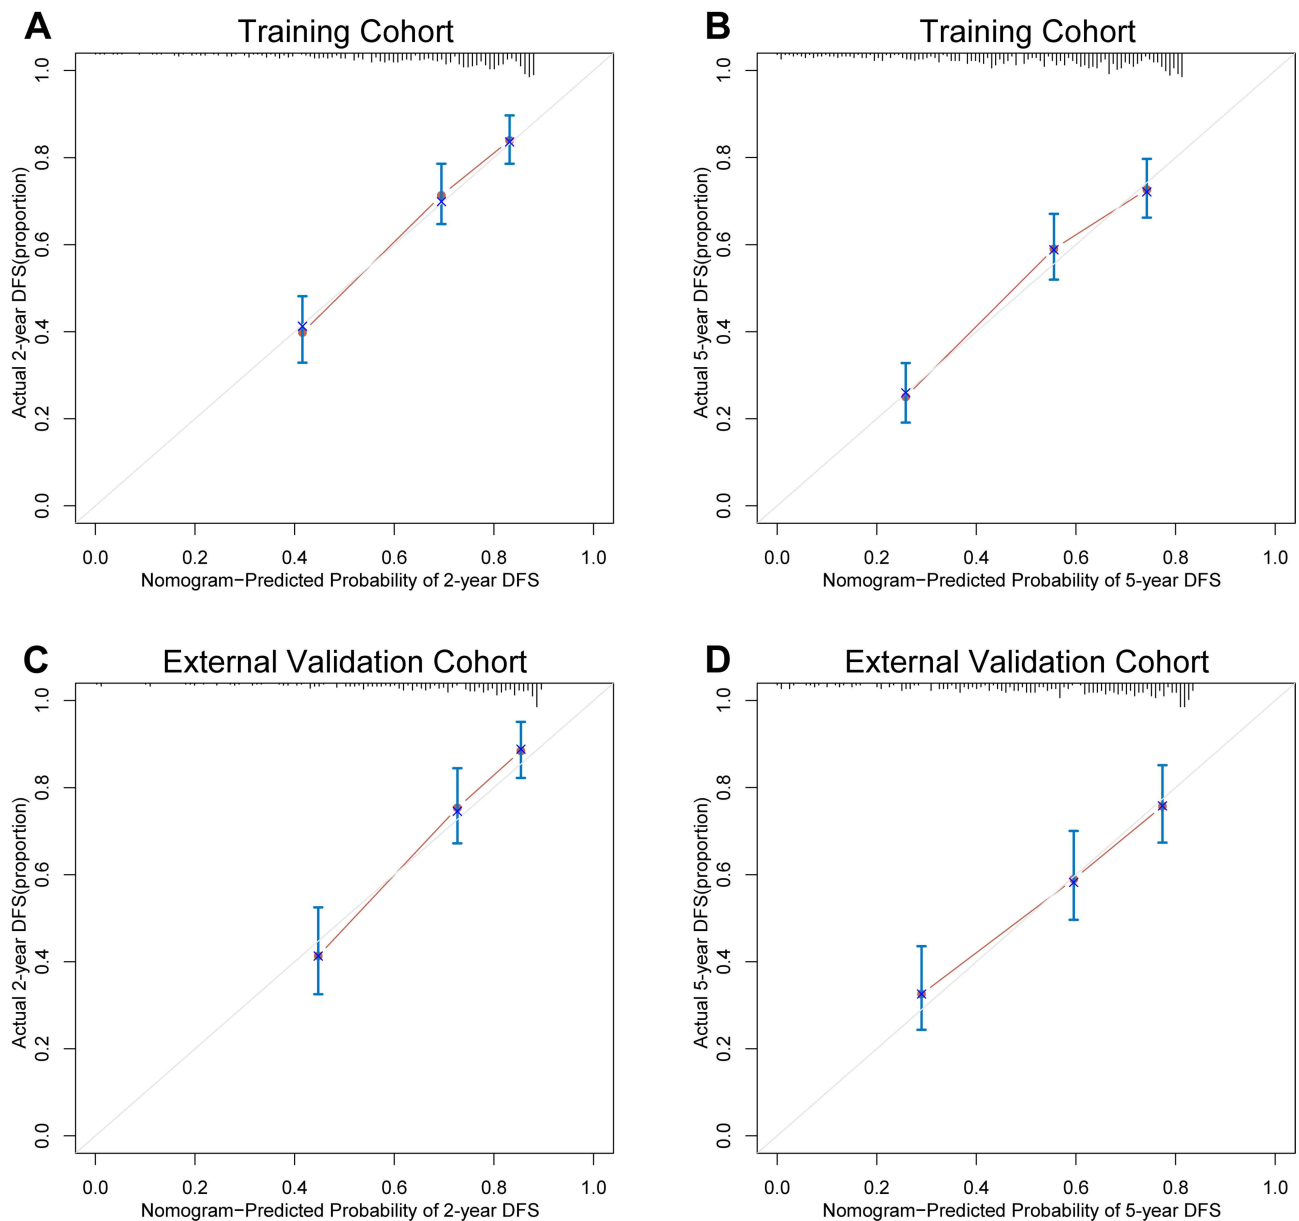 A
Training Cohort
Actual 2-year DFS(proportion)
1.0
0.8
0.6
0.4
0.2
0.0
0.0 0.2 0.4 0.6 0.8 1.0
Nomogram−Predicted Probability of 2-year DFS
B
Training Cohort
Actual 5-year DFS(proportion)
1.0
0.8
0.6
0.4
0.2
0.0
0.0 0.2 0.4 0.6 0.8 1.0
Nomogram−Predicted Probability of 5-year DFS
C
External Validation Cohort
Actual 2-year DFS(proportion)
1.0
0.8
0.6
0.4
0.2
0.0
0.0 0.2 0.4 0.6 0.8 1.0
Nomogram−Predicted Probability of 2-year DFS
D
External Validation Cohort
Actual 5-year DFS(proportion)
1.0
0.8
0.6
0.4
0.2
0.0
0.0 0.2 0.4 0.6 0.8 1.0
Nomogram−Predicted Probability of 5-year DFS